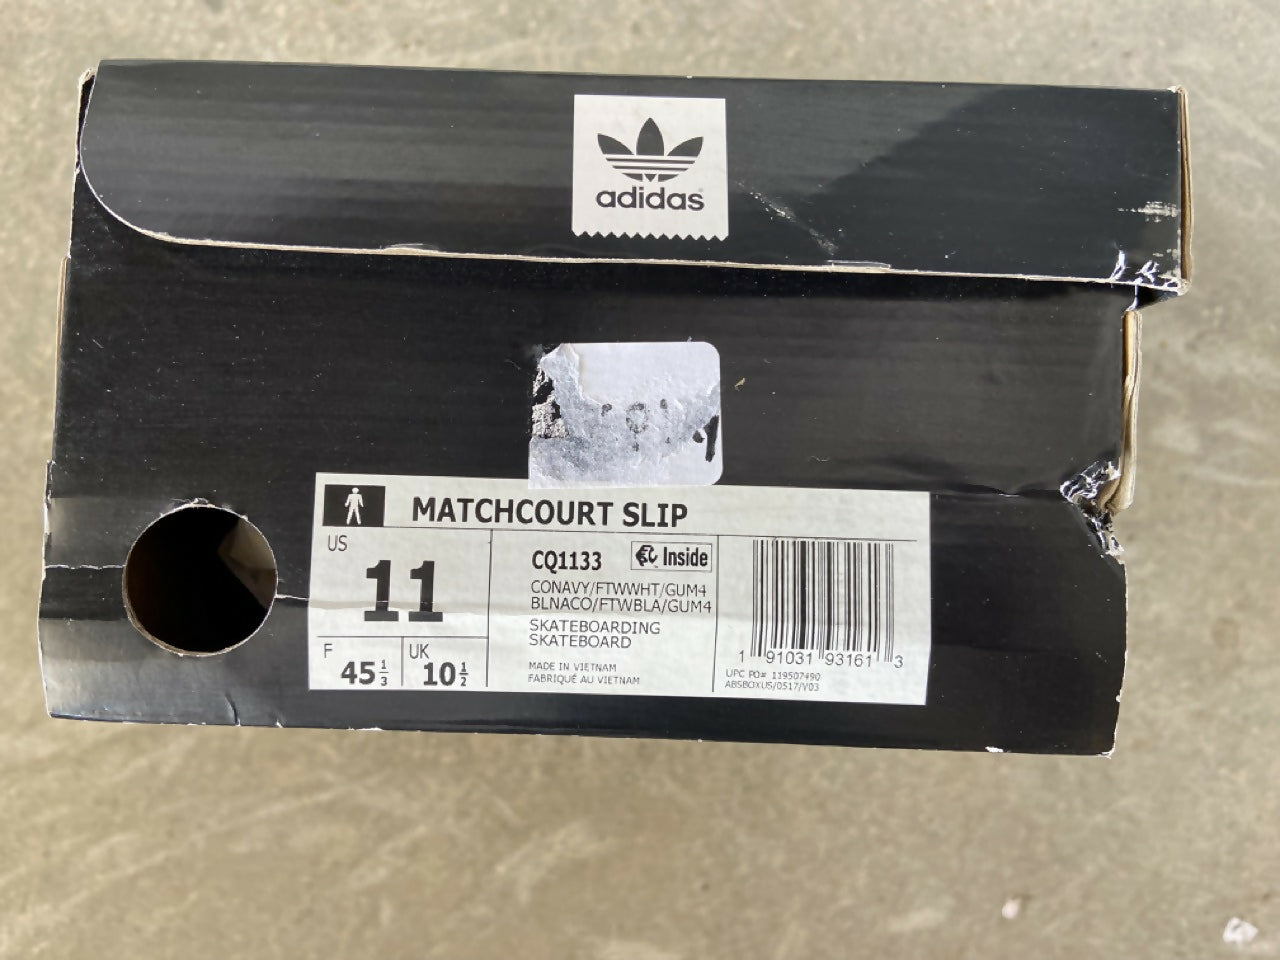 adidas
MATCHCOURT SLIP
US
11
F
45 1/3
UK
10 1/2
CQ1133
Inside
CONAVY/FTWWHT/GUM4
BLNACO/FTWBLA/GUM4
SKATEBOARDING
SKATEBOARD
MADE IN VIETNAM
FABRIQUÉ AU VIETNAM
1 91031 93161 3
UPC PO# 119507490
ABSBOXUS/0517/V03